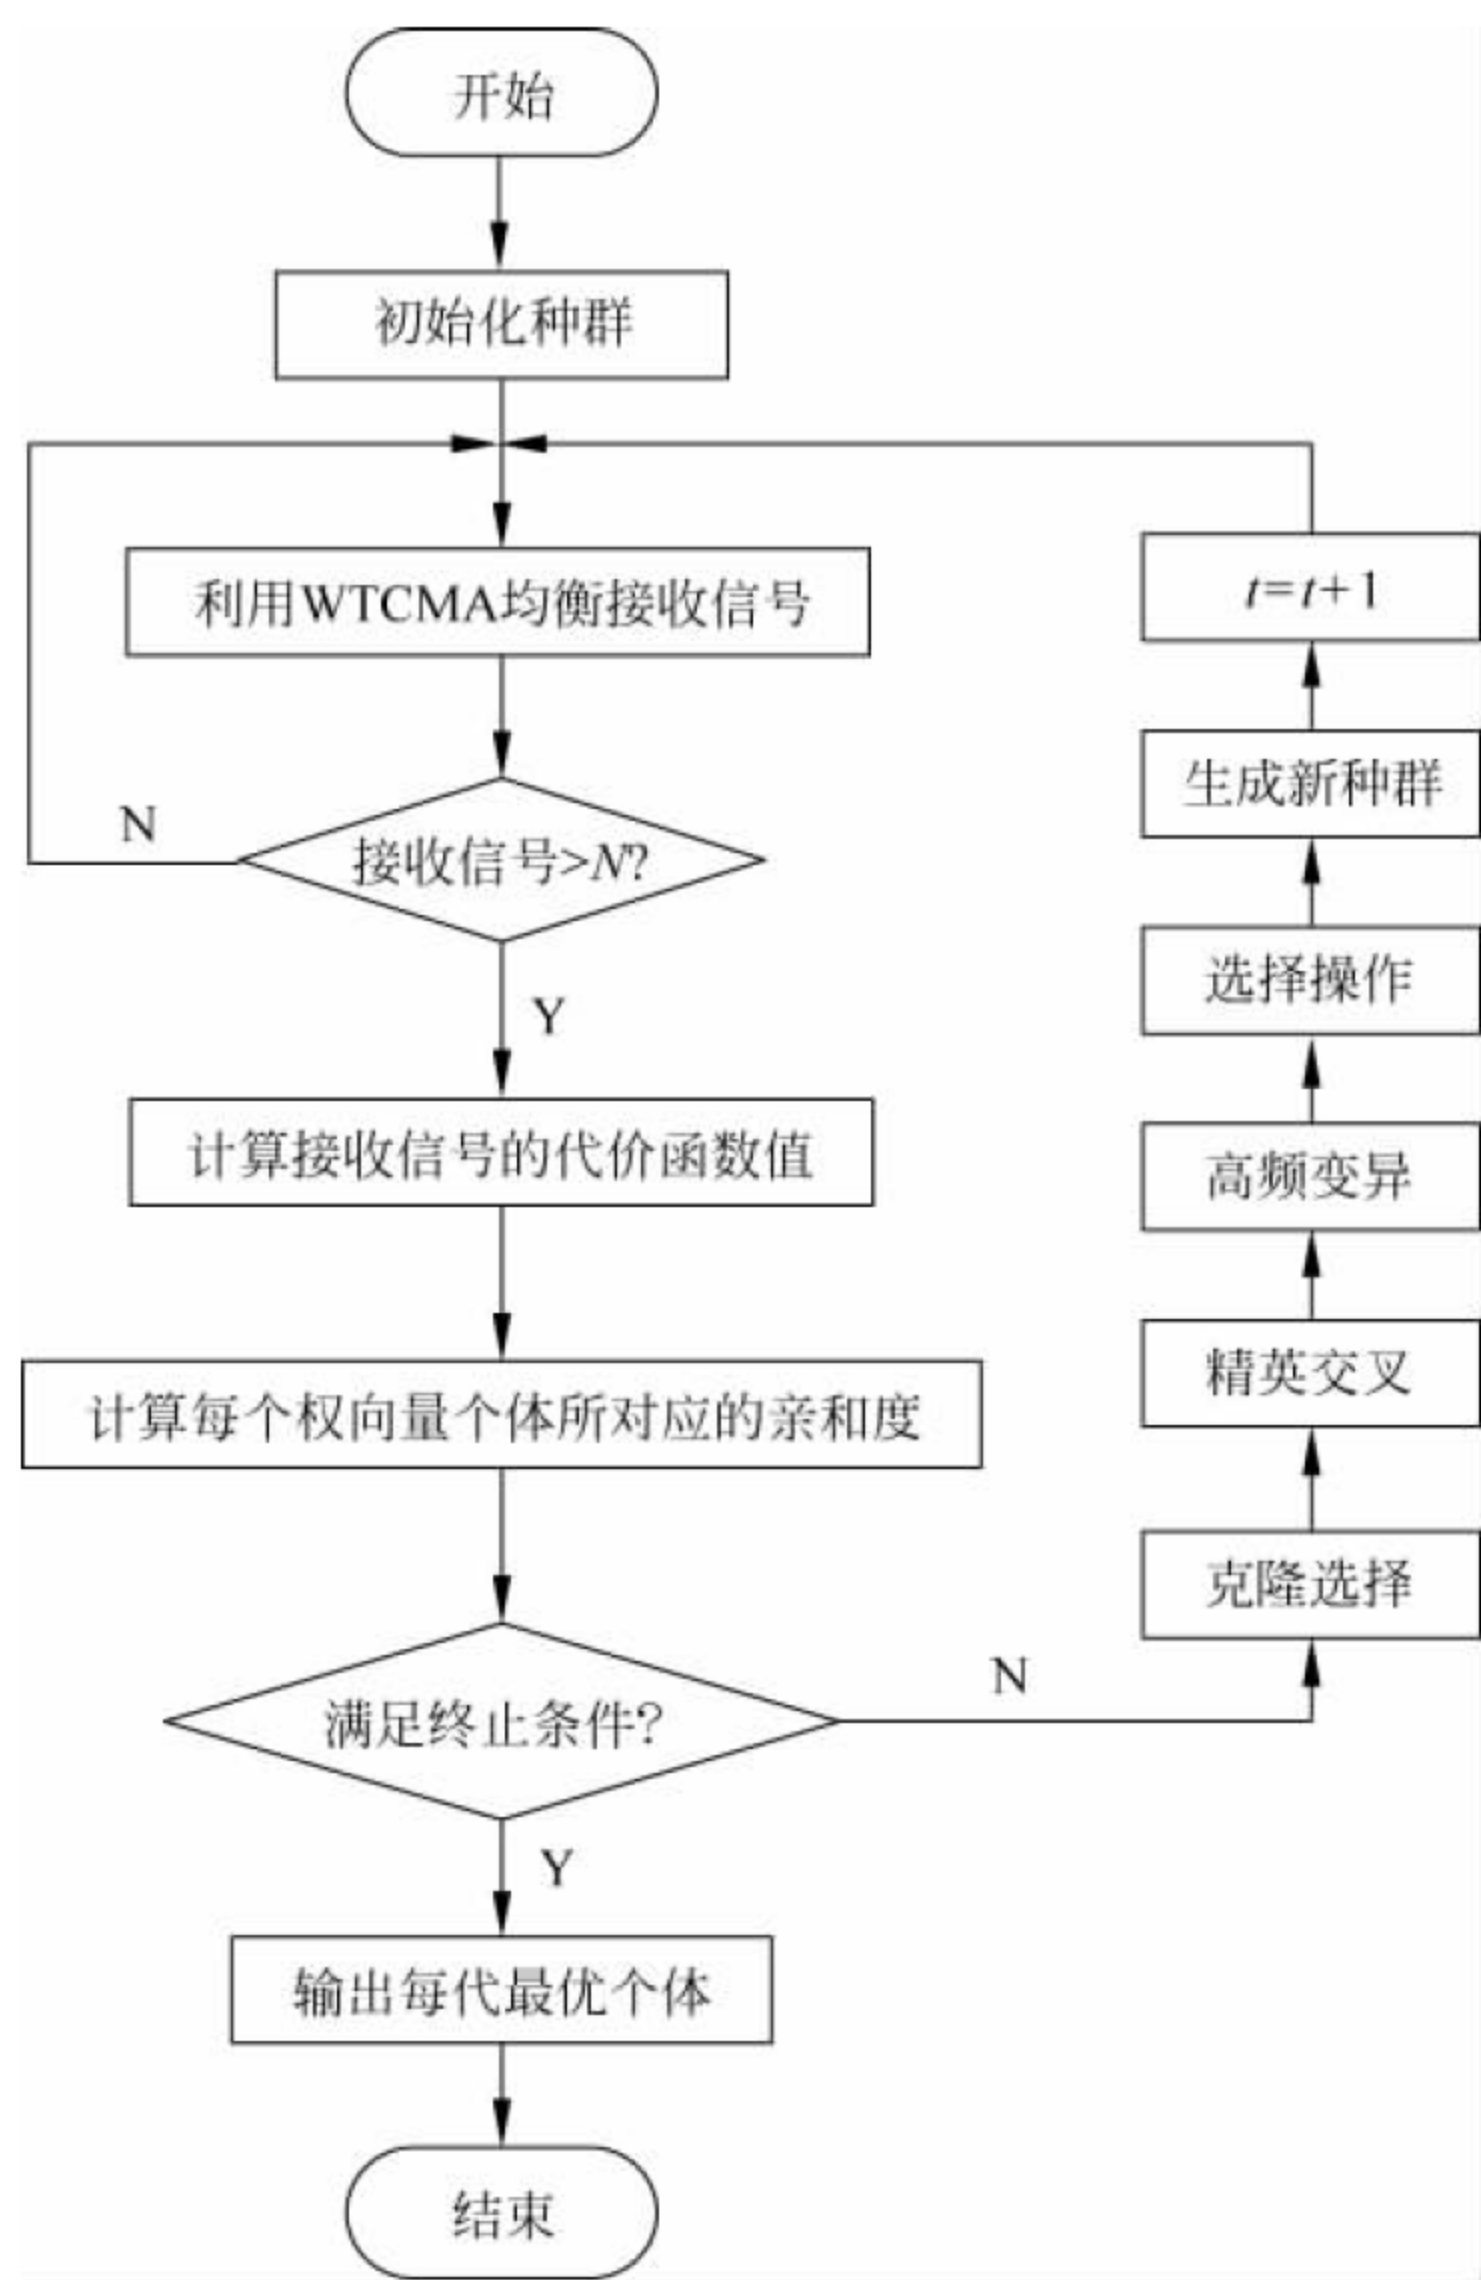 开始
初始化种群
利用WTCMA均衡接收信号
接收信号>N?
N
Y
计算接收信号的代价函数值
计算每个权向量个体所对应的亲和度
满足终止条件?
N
Y
克隆选择
精英交叉
高频变异
选择操作
生成新种群
t=t+1
输出每代最优个体
结束